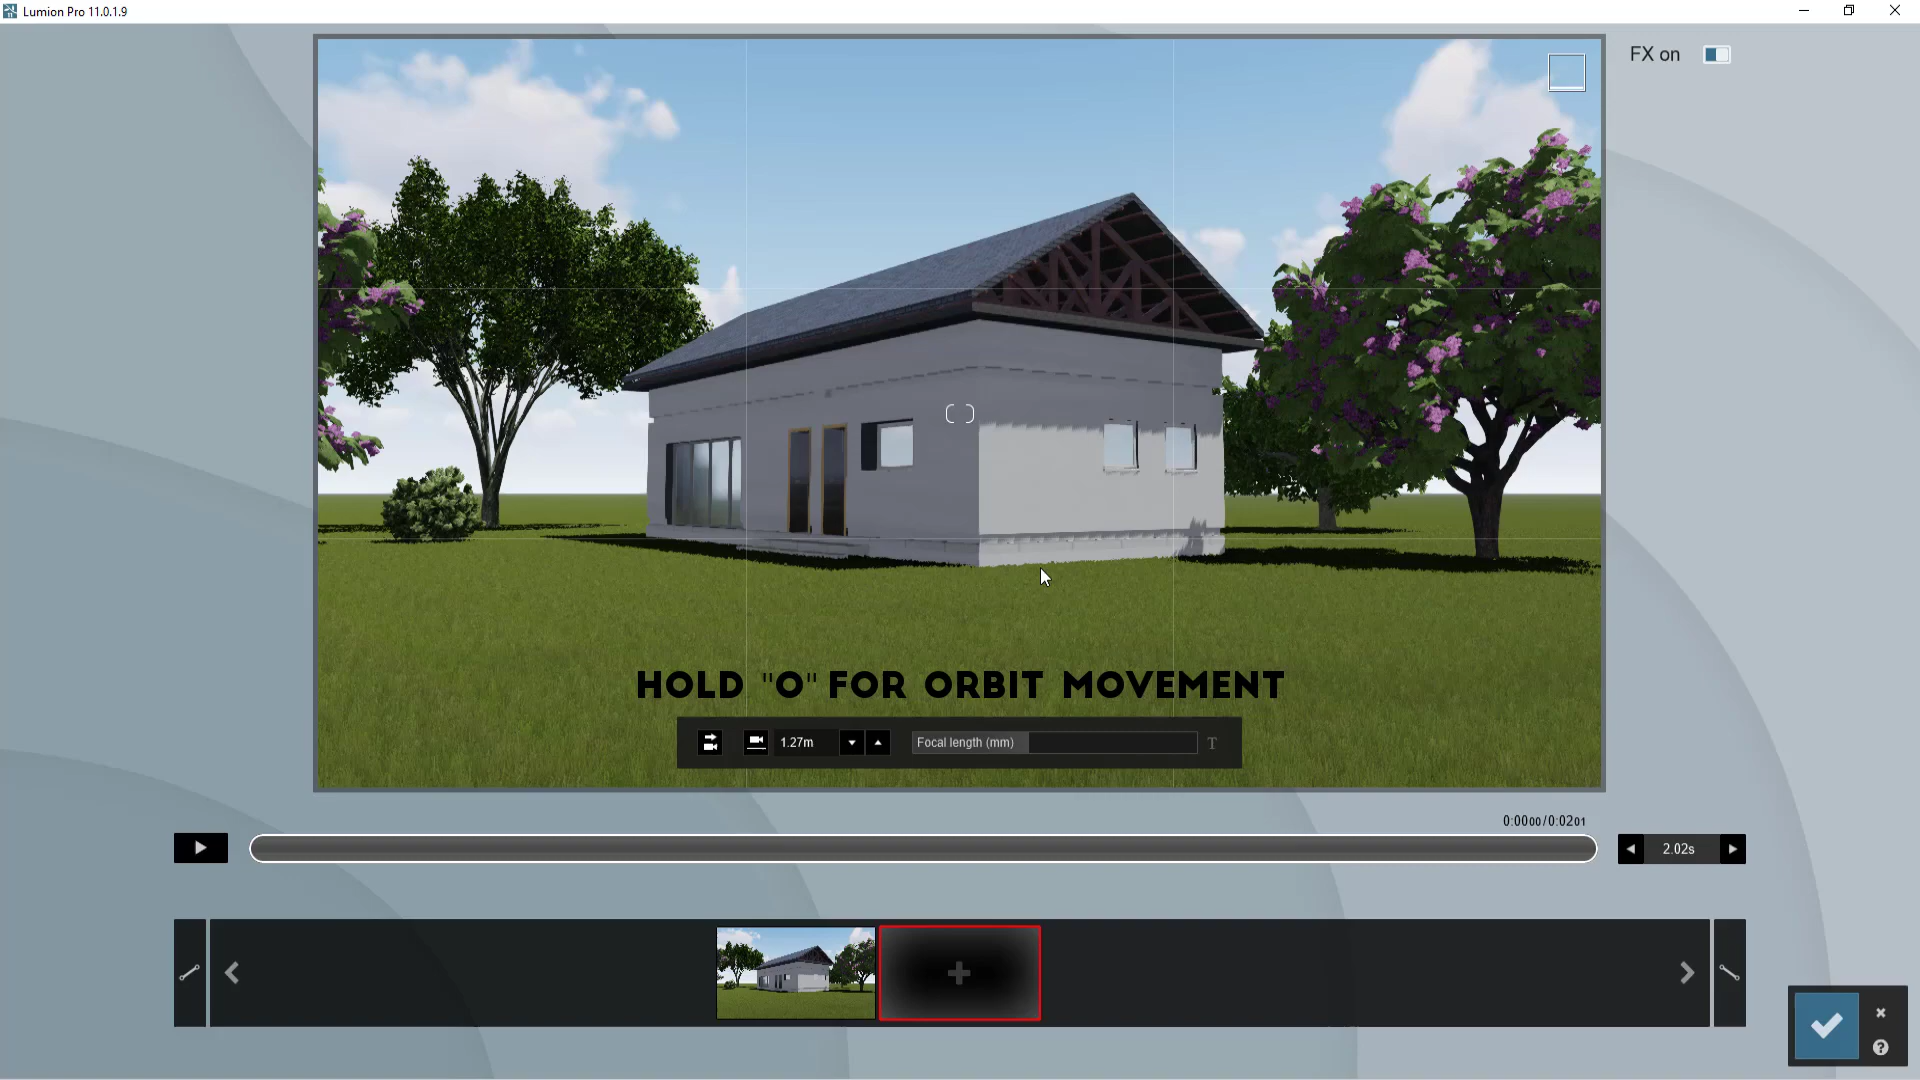 Lumion Pro 11.0.1.9
FX on
HOLD "O" FOR ORBIT MOVEMENT
1.27m
Focal length (mm)
T
0:0000/0:0201
2.02s